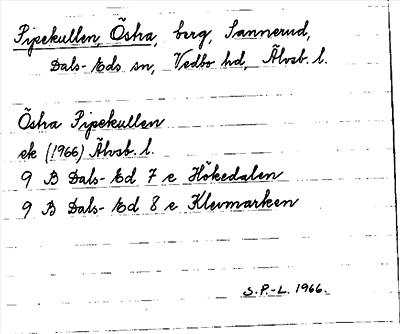 Pipekullen, Östra, berg, Sannerud,
Dals-Eds sn, Vedbo hd, Älvsb. l.
Östra Pipekullen
ek (1966) Älvsb. l.
9 B Dals-Ed 7 e Hökedalen
9 B Dals-Ed 8 e Klevmarken
S.P.-L. 1966.